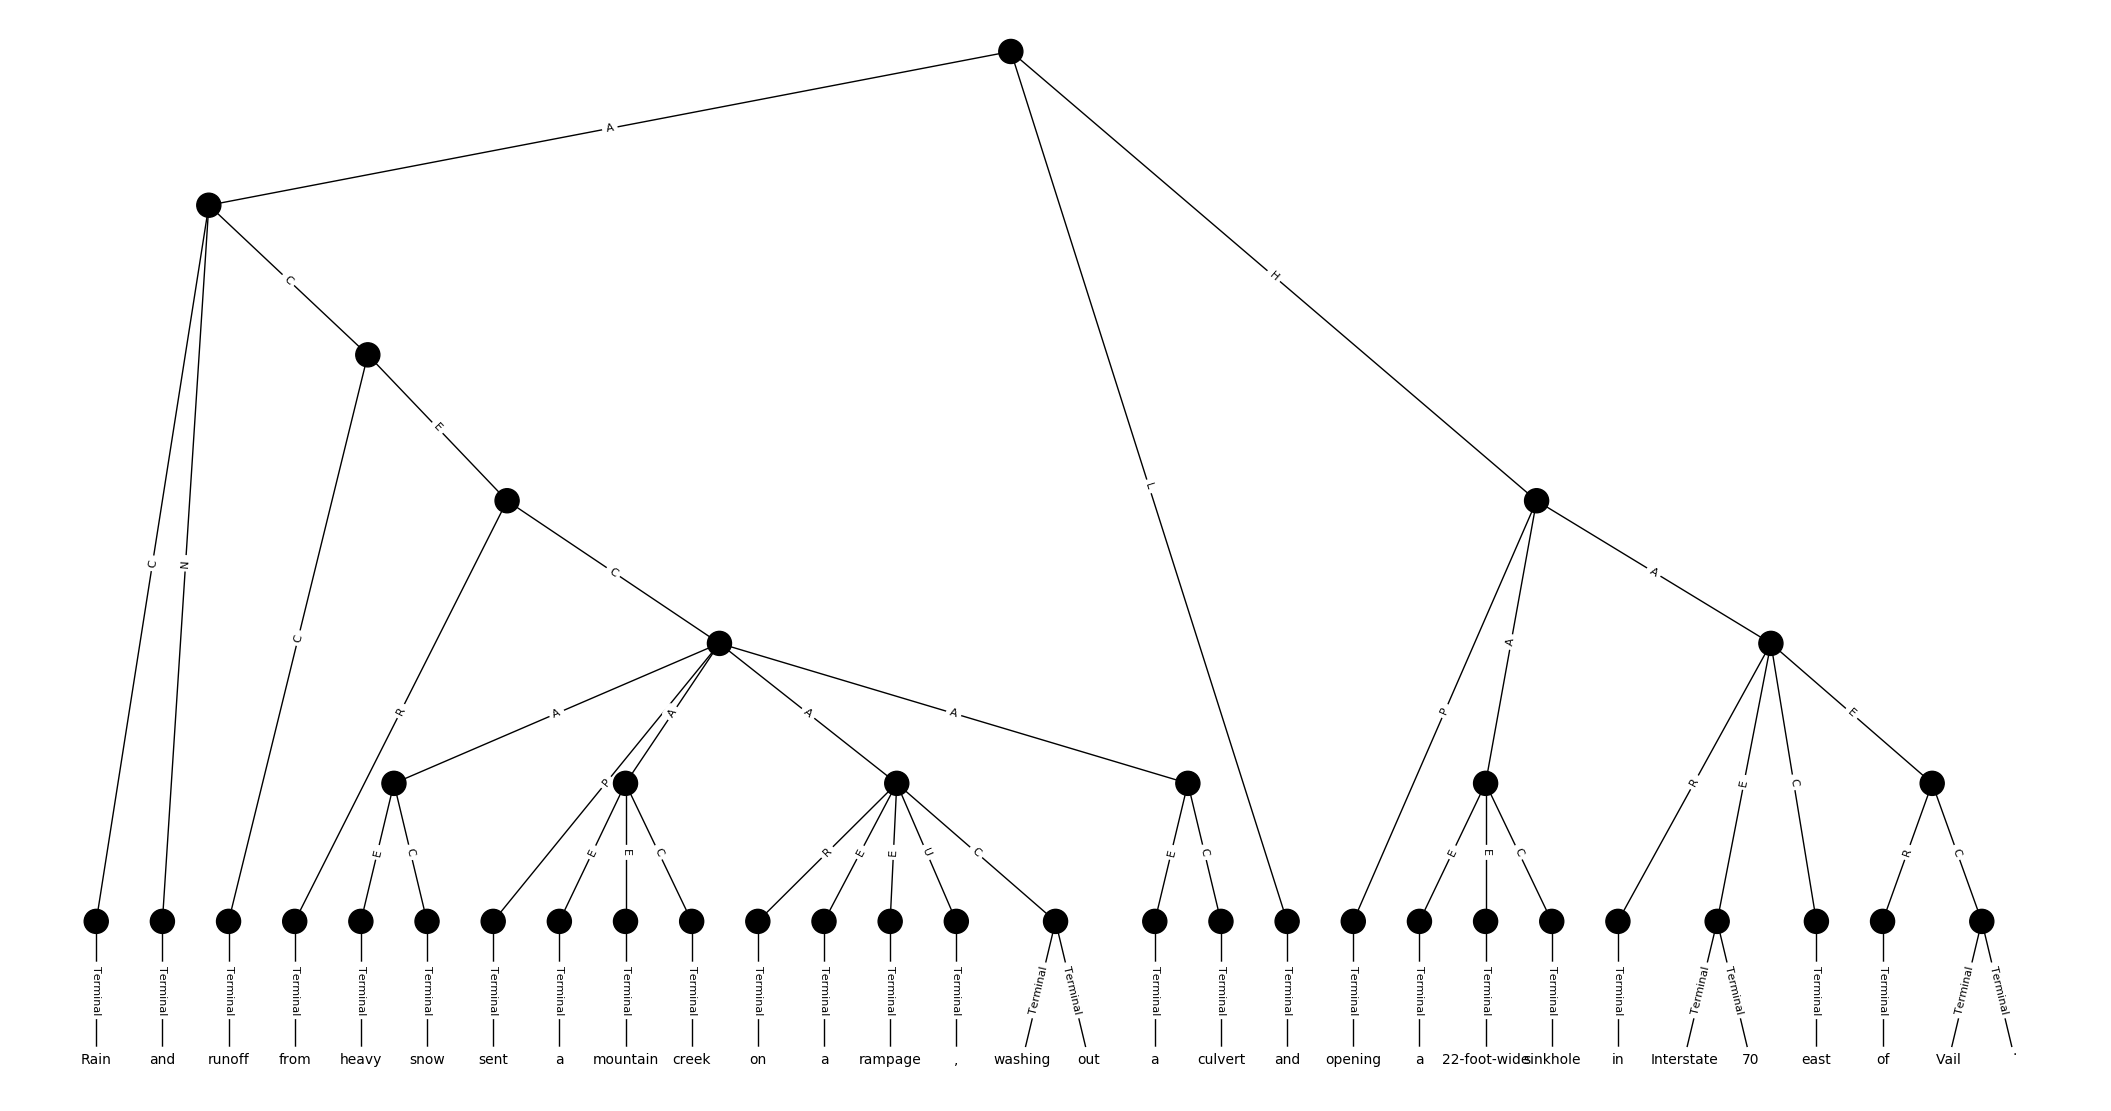 A
C
H
C
E
L
C
N
C
A
C
R
A
A
A
A
P
A
P
R
E
C
E
E
C
E
E
C
R
E
E
U
C
E
C
E
E
C
R
C
Terminal Terminal Terminal Terminal Terminal Terminal Terminal Terminal Terminal Terminal Terminal Terminal Terminal Terminal Terminal Terminal Terminal Terminal Terminal Terminal Terminal Terminal Terminal Terminal Terminal Terminal Terminal Terminal Terminal Terminal
Rain and runoff from heavy snow sent a mountain creek on a rampage , washing out a culvert and opening a 22-foot-wide sinkhole in Interstate 70 east of Vail .